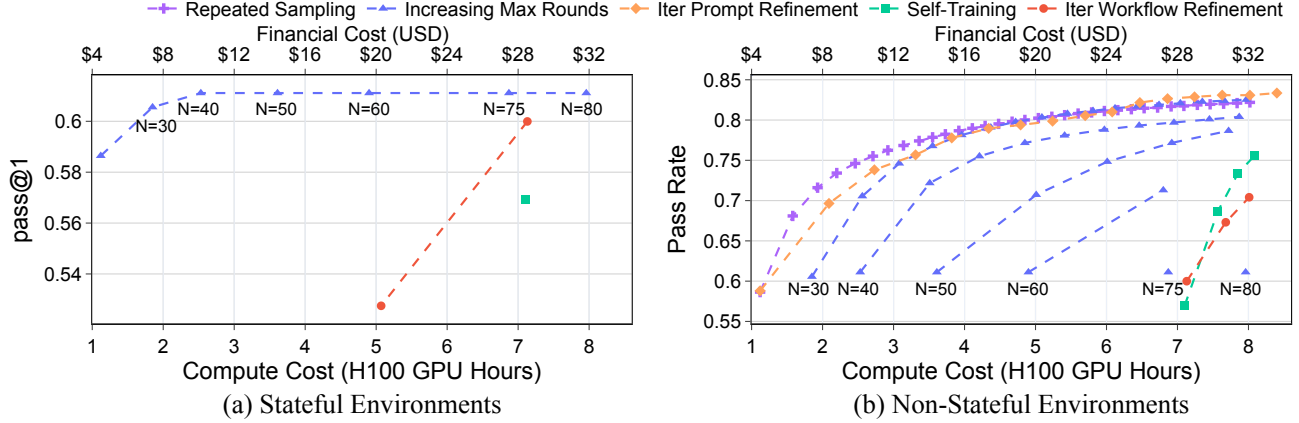 Repeated Sampling Increasing Max Rounds Iter Prompt Refinement Self-Training Iter Workflow Refinement
Financial Cost (USD)
$4 $8 $12 $16 $20 $24 $28 $32
N=30 N=40 N=50 N=60 N=75 N=80
0.6
0.58
0.56
0.54
pass@1
1 2 3 4 5 6 7 8
Compute Cost (H100 GPU Hours)
(a) Stateful Environments
Financial Cost (USD)
$4 $8 $12 $16 $20 $24 $28 $32
0.85
0.8
0.75
0.7
0.65
0.6
0.55
Pass Rate
N=30 N=40 N=50 N=60 N=75 N=80
1 2 3 4 5 6 7 8
Compute Cost (H100 GPU Hours)
(b) Non-Stateful Environments